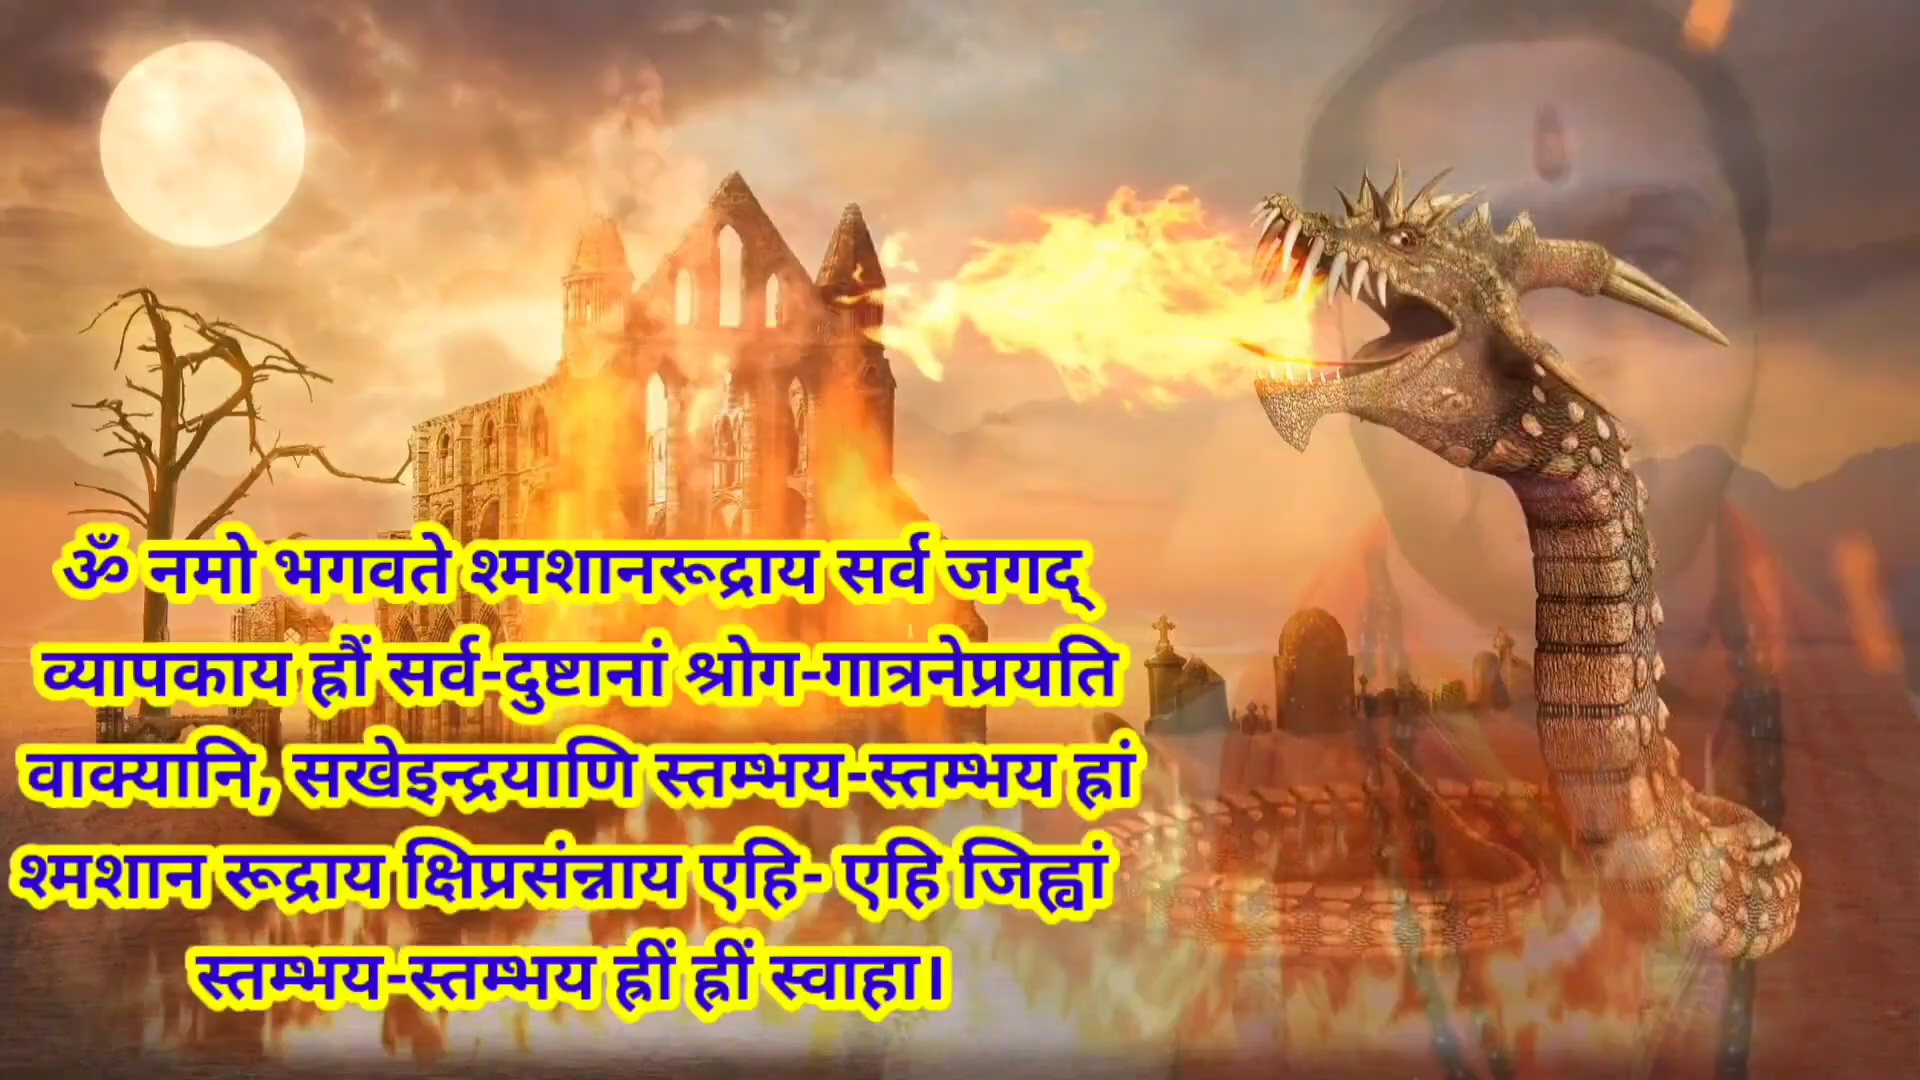 ॐ नमो भगवते श्मशानरूद्राय सर्व जगद्
व्यापकाय ह्रौं सर्व-दुष्टानां श्रोग-गात्रनेप्रयति
वाक्यानि, सखेइन्द्रयाणि स्तम्भय-स्तम्भय ह्रां
श्मशान रूद्राय क्षिप्रसंन्नाय एहि- एहि जिह्वां
स्तम्भय-स्तम्भय ह्रीं ह्रीं स्वाहा।